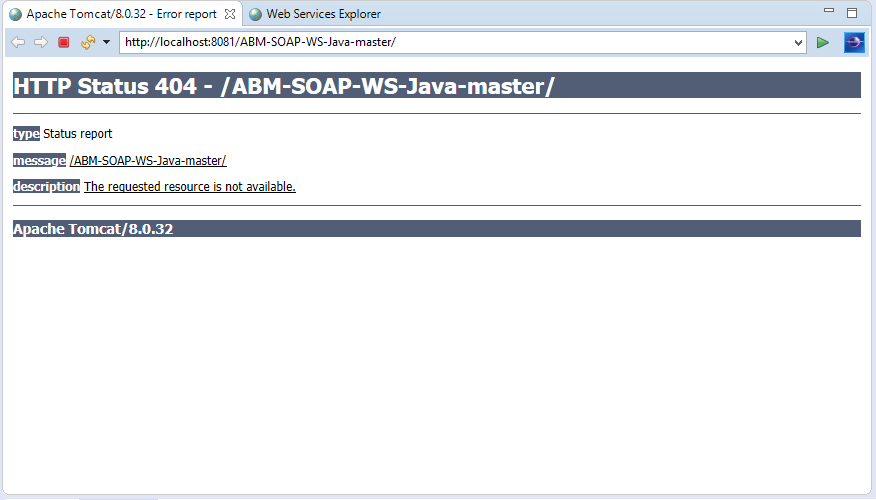 Apache Tomcat/8.0.32 - Error report Web Services Explorer
http://localhost:8081/ABM-SOAP-WS-Java-master/
HTTP Status 404 - /ABM-SOAP-WS-Java-master/
type Status report
message /ABM-SOAP-WS-Java-master/
description The requested resource is not available.
Apache Tomcat/8.0.32